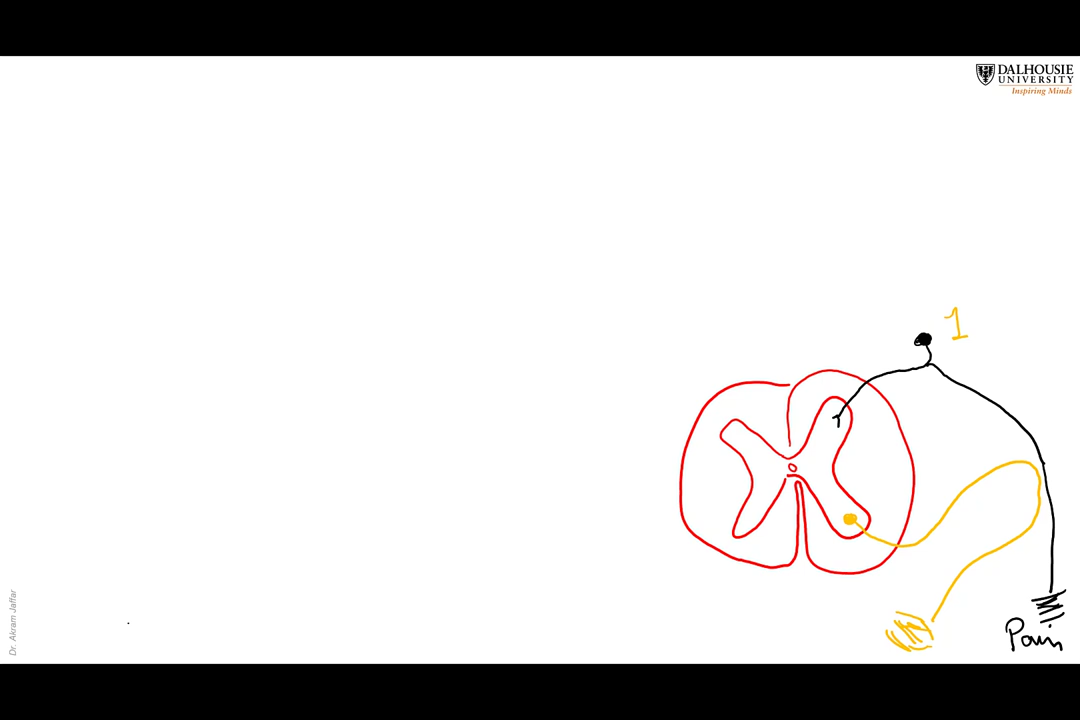 DALHOUSIE
UNIVERSITY
Inspiring Minds
1
Pain
Dr. Akram Jaffar